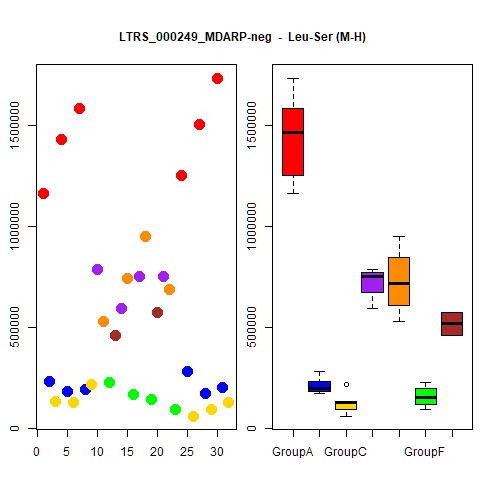 LTRS_000249_MDARP-neg - Leu-Ser (M-H)
1500000
1000000
500000
0
0 5 10 15 20 25 30
1500000
1000000
500000
0
GroupA GroupC GroupF